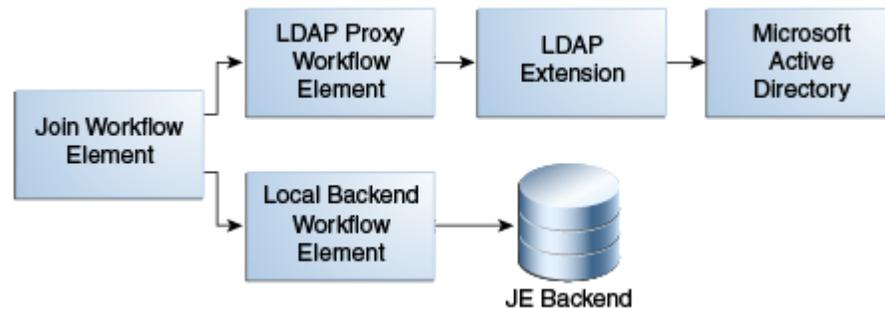 Join Workflow
Element
LDAP Proxy
Workflow
Element
LDAP
Extension
Microsoft
Active
Directory
Local Backend
Workflow
Element
JE Backend